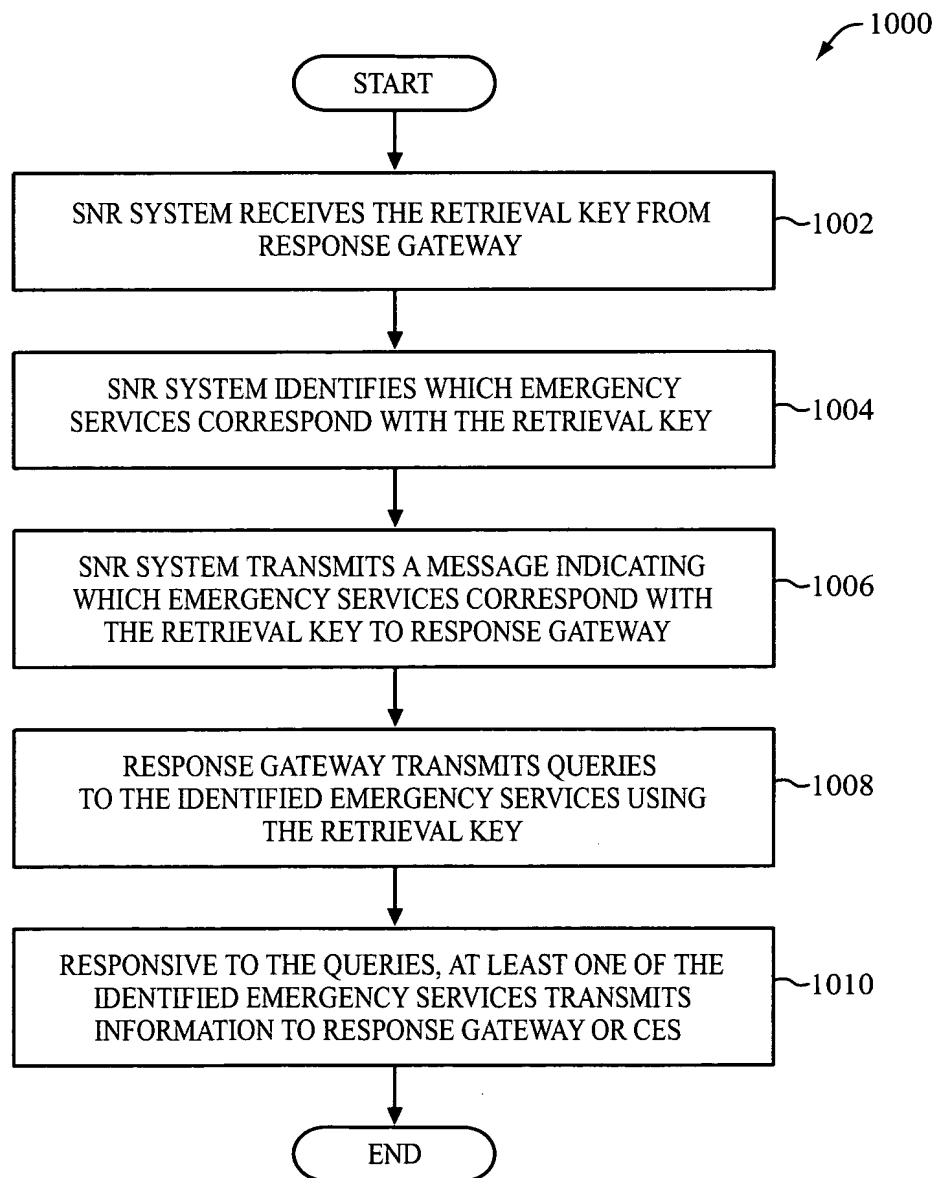 1000
START
SNR SYSTEM RECEIVES THE RETRIEVAL KEY FROM
RESPONSE GATEWAY
1002
SNR SYSTEM IDENTIFIES WHICH EMERGENCY
SERVICES CORRESPOND WITH THE RETRIEVAL KEY
1004
SNR SYSTEM TRANSMITS A MESSAGE INDICATING
WHICH EMERGENCY SERVICES CORRESPOND WITH
THE RETRIEVAL KEY TO RESPONSE GATEWAY
1006
RESPONSE GATEWAY TRANSMITS QUERIES
TO THE IDENTIFIED EMERGENCY SERVICES USING
THE RETRIEVAL KEY
1008
RESPONSIVE TO THE QUERIES, AT LEAST ONE OF THE
IDENTIFIED EMERGENCY SERVICES TRANSMITS
INFORMATION TO RESPONSE GATEWAY OR CES
1010
END